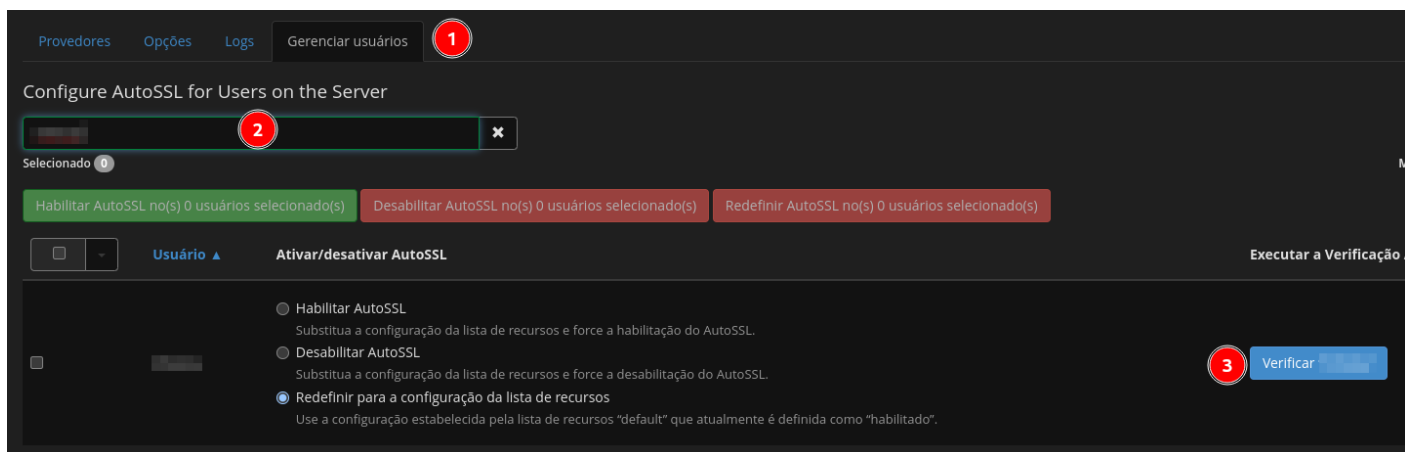 Provedores Opções Logs Gerenciar usuários 1
Configure AutoSSL for Users on the Server
2
Selecionado 0
M
Habilitar AutoSSL no(s) 0 usuários selecionado(s) Desabilitar AutoSSL no(s) 0 usuários selecionado(s) Redefinir AutoSSL no(s) 0 usuários selecionado(s)
Usuário ▲ Ativar/desativar AutoSSL Executar a Verificação
Habilitar AutoSSL
Substitua a configuração da lista de recursos e force a habilitação do AutoSSL.
Desabilitar AutoSSL
Substitua a configuração da lista de recursos e force a desabilitação do AutoSSL.
3 Verificar
Redefinir para a configuração da lista de recursos
Use a configuração estabelecida pela lista de recursos “default” que atualmente é definida como “habilitado”.